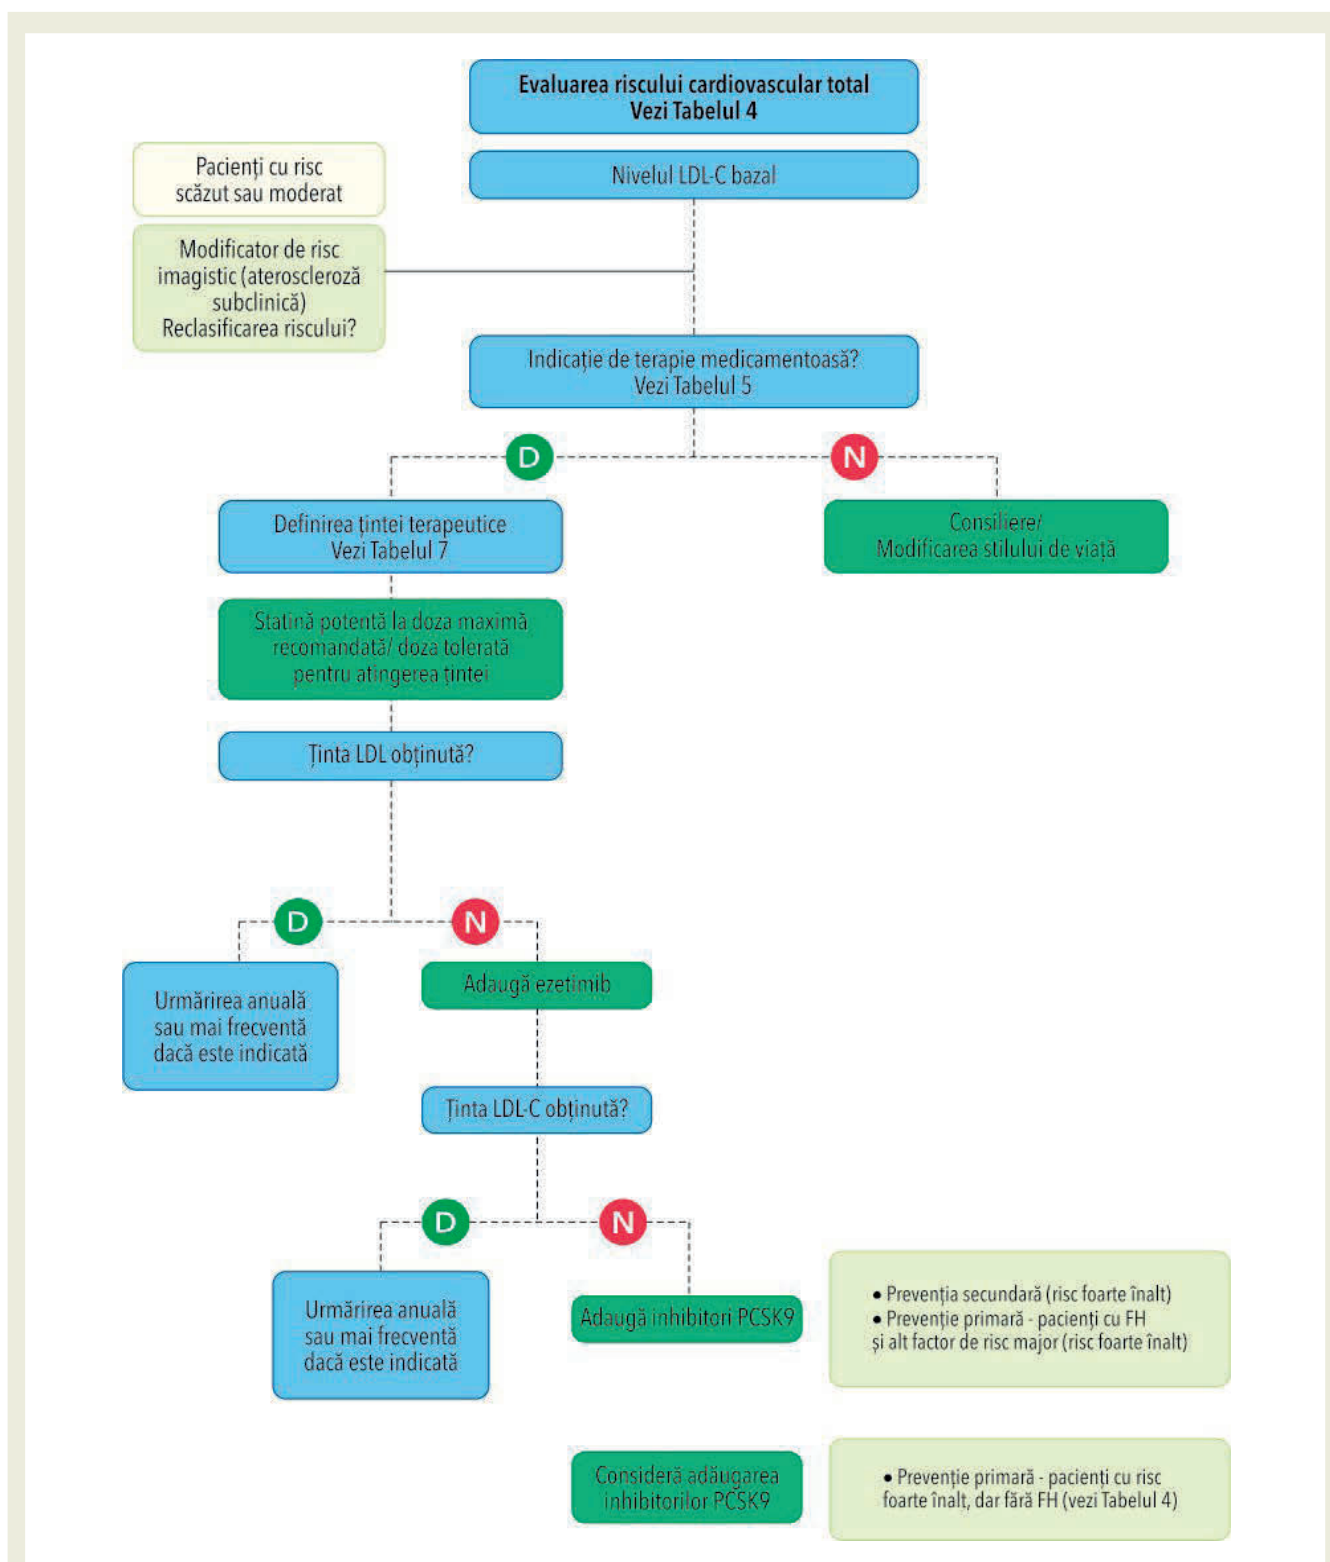 Evaluarea riscului cardiovascular total
Vezi Tabelul 4
Pacienți cu risc
scăzut sau moderat
Nivelul LDL-C bazal
Modificator de risc
imagistic (ateroscleroză
subclinică)
Reclasificarea riscului?
Indicație de terapie medicamentoasă?
Vezi Tabelul 5
D
N
Definirea țintei terapeutice
Vezi Tabelul 7
Consiliere/
Modificarea stilului de viață
Statină potentă la doza maximă
recomandată/ doza tolerată
pentru atingerea țintei
Ținta LDL obținută?
D
N
Urmărirea anuală
sau mai frecventă
dacă este indicată
Adaugă ezetimib
Ținta LDL-C obținută?
D
N
Urmărirea anuală
sau mai frecventă
dacă este indicată
Adaugă inhibitori PCSK9
• Prevenția secundară (risc foarte înalt)
• Prevenție primară - pacienți cu FH
și alt factor de risc major (risc foarte înalt)
Consideră adăugarea
inhibitorilor PCSK9
• Prevenție primară - pacienți cu risc
foarte înalt, dar fără FH (vezi Tabelul 4)